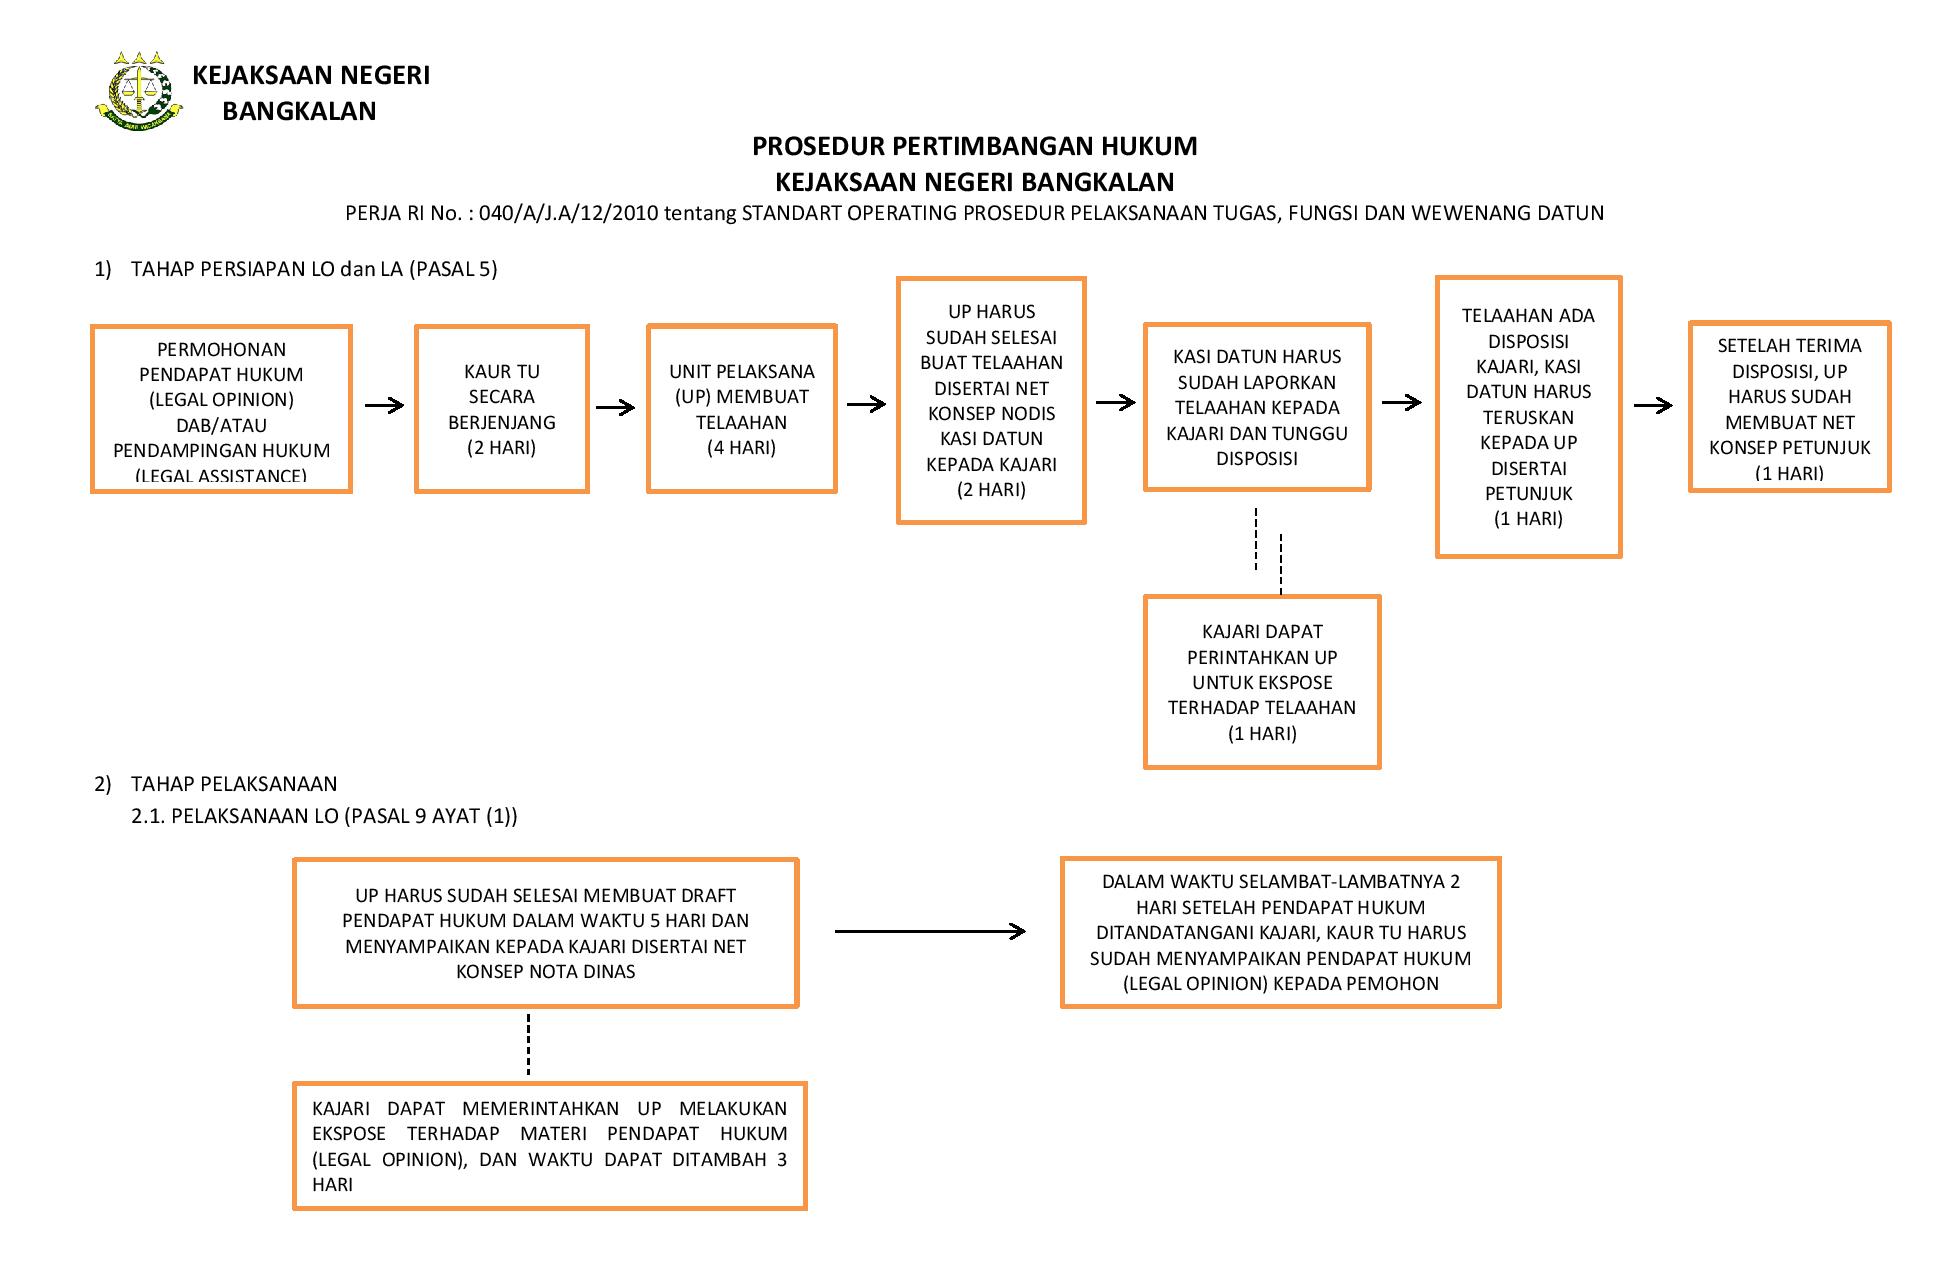 KEJAKSAAN NEGERI
BANGKALAN
PROSEDUR PERTIMBANGAN HUKUM
KEJAKSAAN NEGERI BANGKALAN
PERJA RI No. : 040/A/J.A/12/2010 tentang STANDART OPERATING PROSEDUR PELAKSANAAN TUGAS, FUNGSI DAN WEWENANG DATUN
1) TAHAP PERSIAPAN LO dan LA (PASAL 5)
PERMOHONAN
PENDAPAT HUKUM
(LEGAL OPINION)
DAB/ATAU
PENDAMPINGAN HUKUM
(LEGAL ASSISTANCE)
KAUR TU
SECARA
BERJENJANG
(2 HARI)
UNIT PELAKSANA
(UP) MEMBUAT
TELAAHAN
(4 HARI)
UP HARUS
SUDAH SELESAI
BUAT TELAAHAN
DISERTAI NET
KONSEP NODIS
KASI DATUN
KEPADA KAJARI
(2 HARI)
KASI DATUN HARUS
SUDAH LAPORKAN
TELAAHAN KEPADA
KAJARI DAN TUNGGU
DISPOSISI
TELAAHAN ADA
DISPOSISI
KAJARI, KASI
DATUN HARUS
TERUSKAN
KEPADA UP
DISERTAI
PETUNJUK
(1 HARI)
SETELAH TERIMA
DISPOSISI, UP
HARUS SUDAH
MEMBUAT NET
KONSEP PETUNJUK
(1 HARI)
KAJARI DAPAT
PERINTAHKAN UP
UNTUK EKSPOSE
TERHADAP TELAAHAN
(1 HARI)
2) TAHAP PELAKSANAAN
2.1. PELAKSANAAN LO (PASAL 9 AYAT (1))
UP HARUS SUDAH SELESAI MEMBUAT DRAFT
PENDAPAT HUKUM DALAM WAKTU 5 HARI DAN
MENYAMPAIKAN KEPADA KAJARI DISERTAI NET
KONSEP NOTA DINAS
DALAM WAKTU SELAMBAT-LAMBATNYA 2
HARI SETELAH PENDAPAT HUKUM
DITANDATANGANI KAJARI, KAUR TU HARUS
SUDAH MENYAMPAIKAN PENDAPAT HUKUM
(LEGAL OPINION) KEPADA PEMOHON
KAJARI DAPAT MEMERINTAHKAN UP MELAKUKAN
EKSPOSE TERHADAP MATERI PENDAPAT HUKUM
(LEGAL OPINION), DAN WAKTU DAPAT DITAMBAH 3
HARI